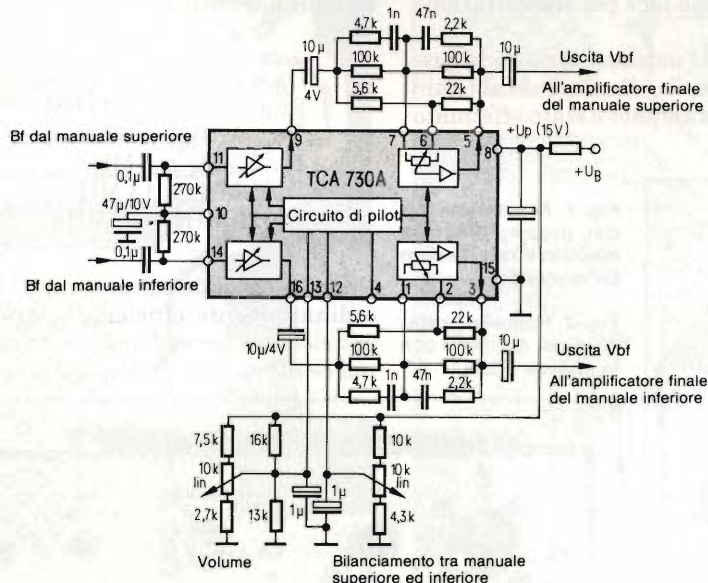 4,7k 1n 47n 2,2k
10µ 100k 100k 10µ
4V 5,6k 22k
Uscita Vbf
All'amplificatore finale
del manuale superiore
Bf dal manuale superiore
9 7 6 5 8
+Up (15V)
+UB
11 TCA 730A
0,1µ 270k
47µ/10V 10 Circuito di pilot.
270k
14 15
0,1µ
Bf dal manuale inferiore
16 13 12 4 1 2 3
10µ/4V 5,6k 22k
100k 100k 10µ
4,7k 1n 47n 2,2k
Uscita Vbf
All'amplificatore finale
del manuale inferiore
7,5k 16k 10k
10k lin 10k lin
1µ 1µ
2,7k 13k 4,3k
Volume
Bilanciamento tra manuale
superiore ed inferiore